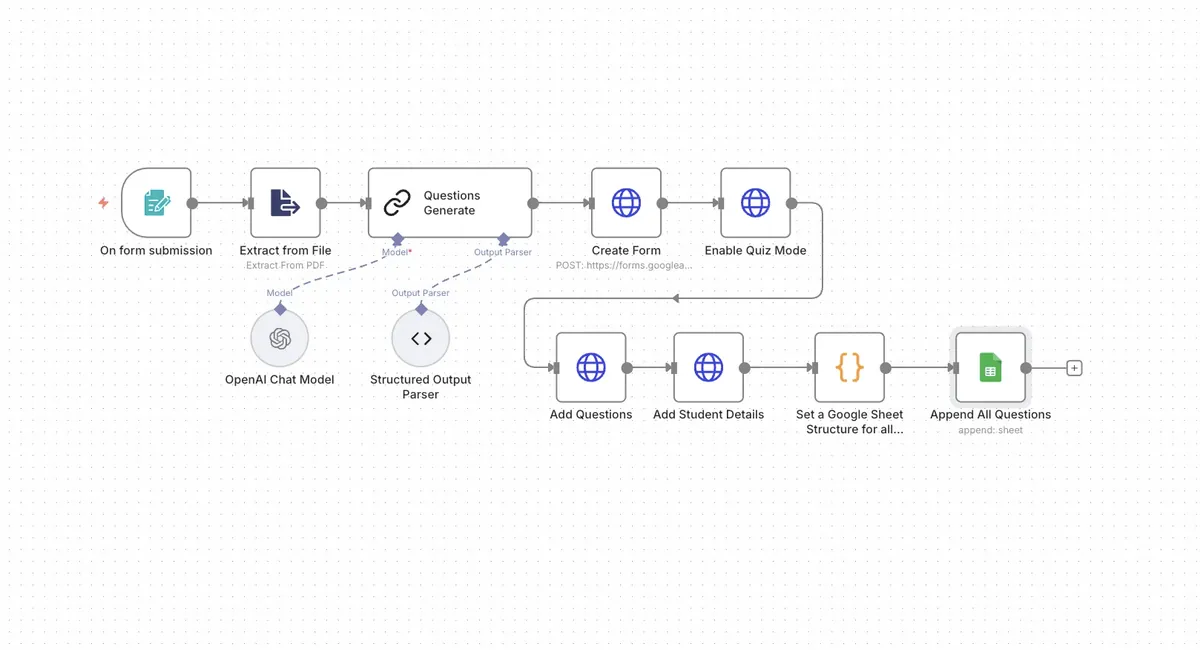 Questions
Generate
On form submission
Extract from File
Extract From PDF
Model*
Output Parser
Create Form
POST: https://forms.googlea...
Enable Quiz Mode
Model
Output Parser
OpenAI Chat Model
Structured Output
Parser
Add Questions
Add Student Details
Set a Google Sheet
Structure for all...
Append All Questions
append: sheet